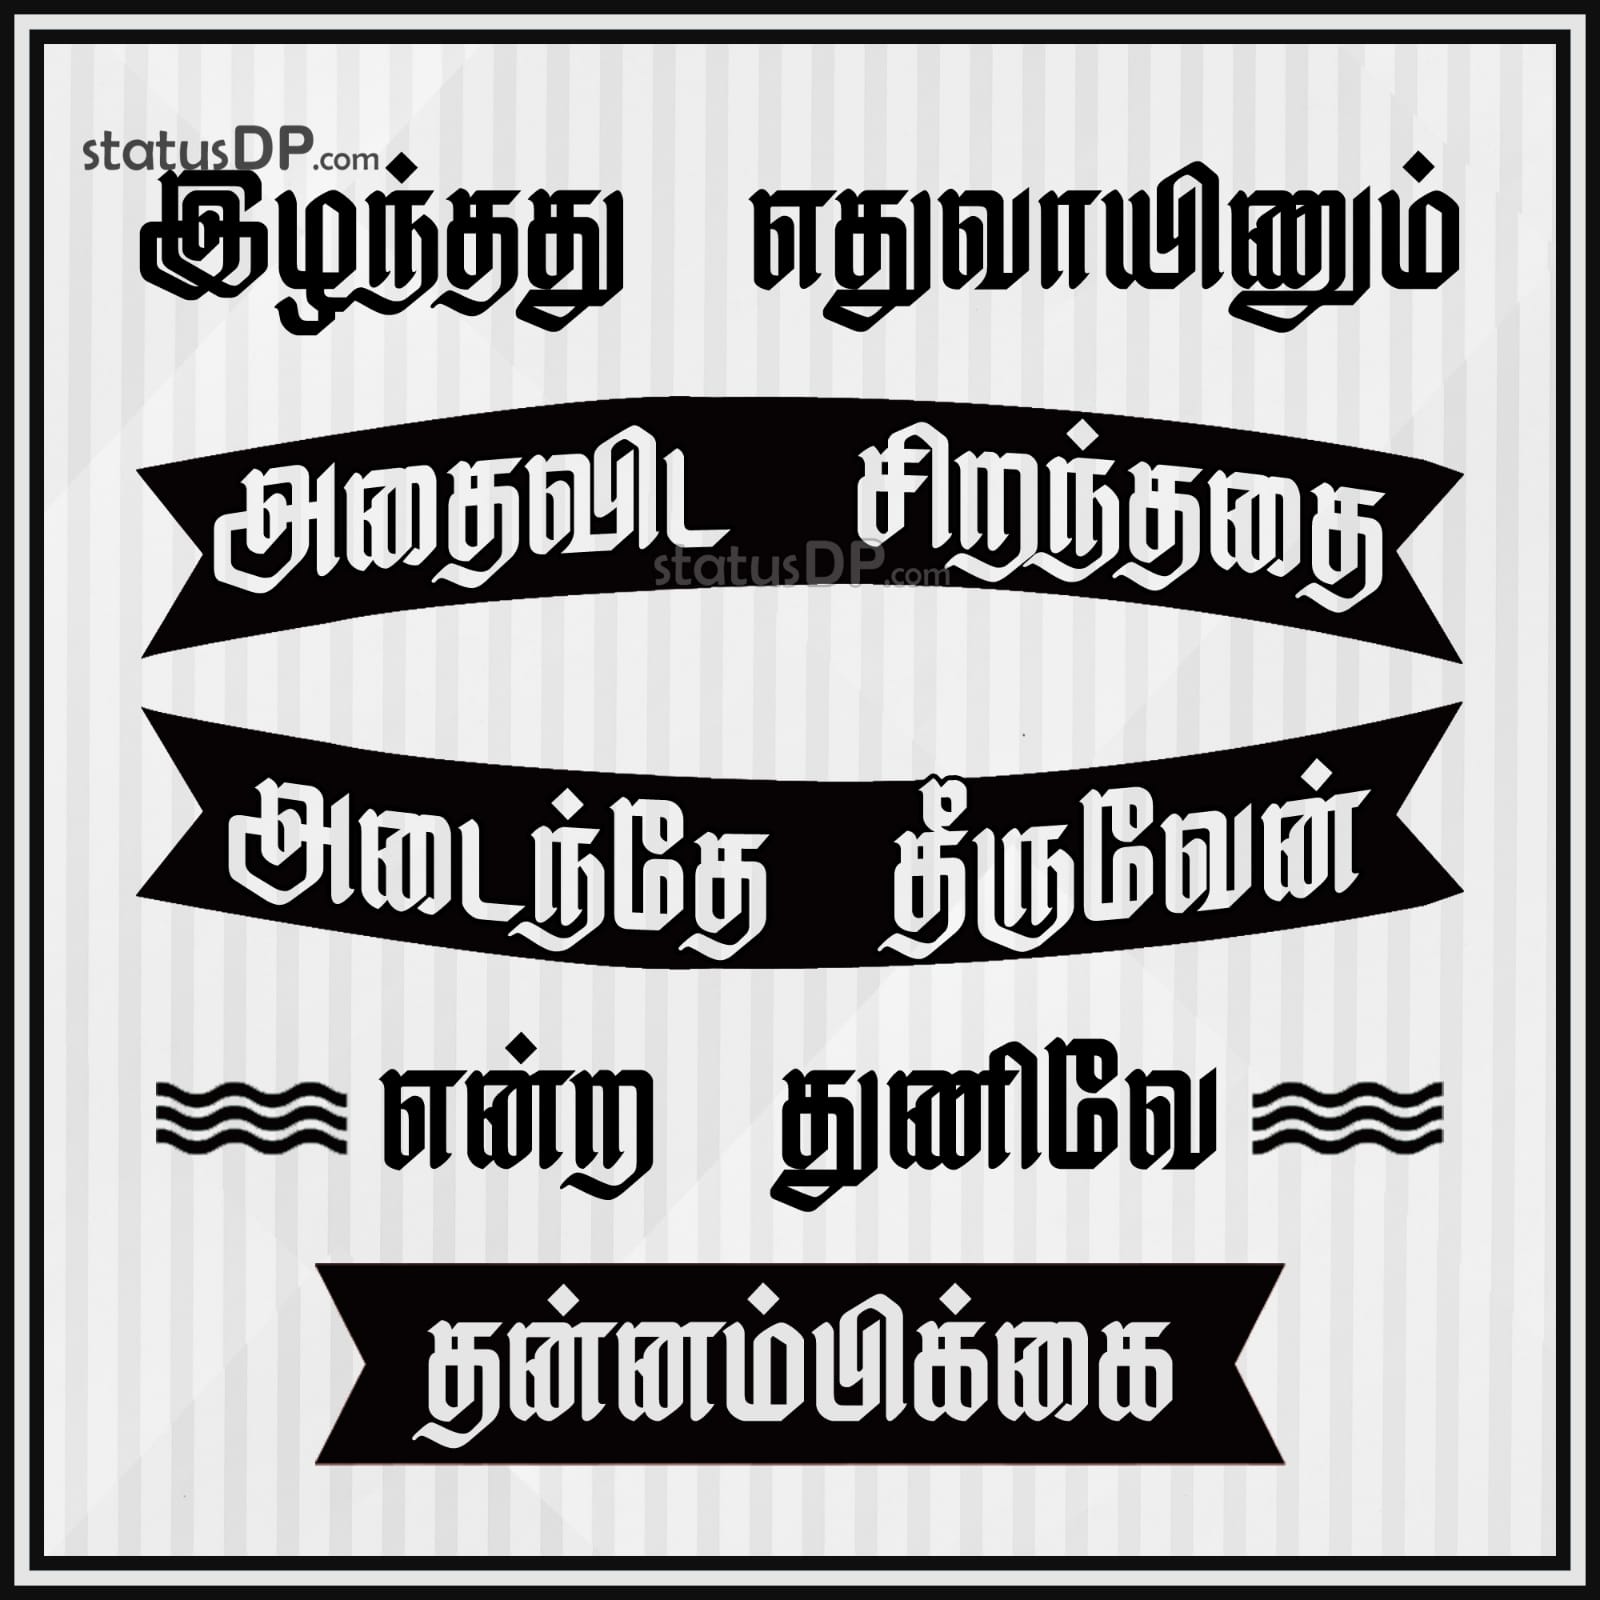 statusDP.com
இழந்தது எதுவாயினும்
அதைவிட சிறந்ததை
statusDP.com
அடைந்தே தீருவேன்
என்ற துணிவே
தன்னம்பிக்கை